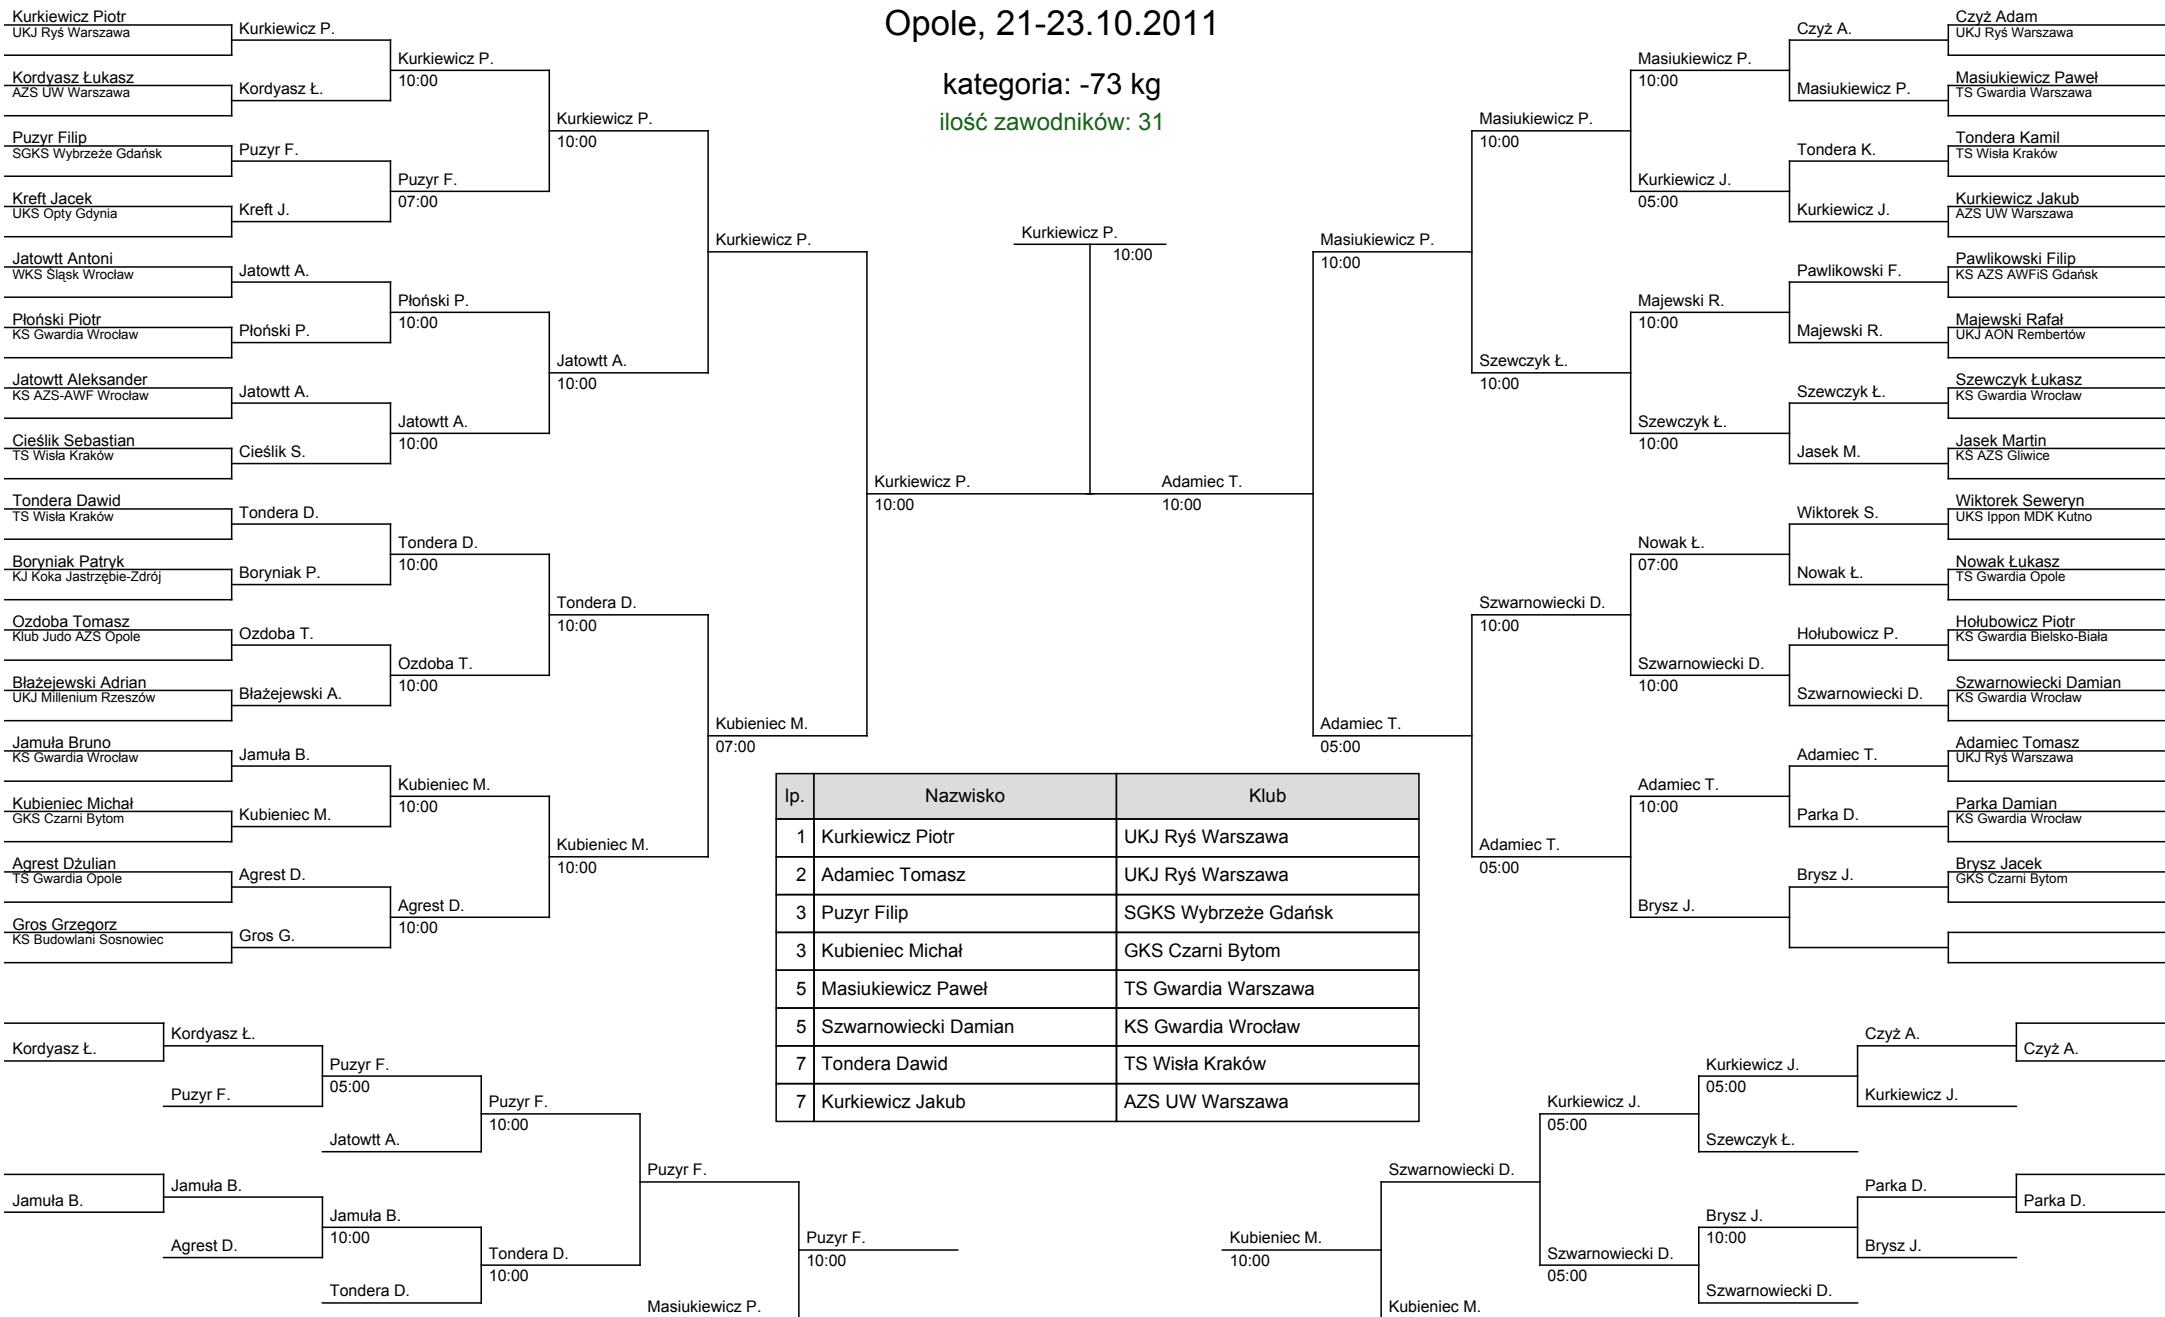 Opole, 21-23.10.2011
kategoria: -73 kg
ilość zawodników: 31
Kurkiewicz Piotr
UKJ Ryś Warszawa
Kordyasz Łukasz
AZS UW Warszawa
Puzyr Filip
SGKS Wybrzeże Gdańsk
Kreft Jacek
UKS Opty Gdynia
Jatowtt Antoni
WKS Śląsk Wrocław
Płoński Piotr
KS Gwardia Wrocław
Jatowtt Aleksander
KS AZS-AWF Wrocław
Cieślik Sebastian
TS Wisła Kraków
Tondera Dawid
TS Wisła Kraków
Boryniak Patryk
KJ Koka Jastrzębie-Zdrój
Ozdoba Tomasz
Klub Judo AZS Opole
Błażejewski Adrian
UKJ Millenium Rzeszów
Jamuła Bruno
KS Gwardia Wrocław
Kubieniec Michał
GKS Czarni Bytom
Agrest Dżulian
TS Gwardia Opole
Gros Grzegorz
KS Budowlani Sosnowiec
Kurkiewicz P.
Kordyasz Ł.
Puzyr F.
Kreft J.
Jatowtt A.
Płoński P.
Jatowtt A.
Cieślik S.
Tondera D.
Boryniak P.
Ozdoba T.
Błażejewski A.
Jamuła B.
Kubieniec M.
Agrest D.
Gros G.
Kurkiewicz P.
10:00
Puzyr F.
07:00
Płoński P.
10:00
Jatowtt A.
10:00
Tondera D.
10:00
Ozdoba T.
10:00
Kubieniec M.
10:00
Agrest D.
10:00
Kurkiewicz P.
10:00
Jatowtt A.
10:00
Tondera D.
10:00
Kubieniec M.
10:00
Kurkiewicz P.
Kubieniec M.
07:00
Kurkiewicz P.
10:00
Kurkiewicz P.
10:00
Adamiec T.
10:00
Masiukiewicz P.
10:00
Adamiec T.
05:00
Masiukiewicz P.
10:00
Szewczyk Ł.
10:00
Szwarnowiecki D.
10:00
Adamiec T.
05:00
Masiukiewicz P.
10:00
Kurkiewicz J.
05:00
Majewski R.
10:00
Szewczyk Ł.
10:00
Nowak Ł.
07:00
Szwarnowiecki D.
10:00
Adamiec T.
10:00
Brysz J.
Czyż A.
Masiukiewicz P.
Tondera K.
Kurkiewicz J.
Pawlikowski F.
Majewski R.
Szewczyk Ł.
Jasek M.
Wiktorek S.
Nowak Ł.
Hołubowicz P.
Szwarnowiecki D.
Adamiec T.
Parka D.
Brysz J.
Czyż Adam
UKJ Ryś Warszawa
Masiukiewicz Paweł
TS Gwardia Warszawa
Tondera Kamil
TS Wisła Kraków
Kurkiewicz Jakub
AZS UW Warszawa
Pawlikowski Filip
KS AZS AWFiS Gdańsk
Majewski Rafał
UKJ AON Rembertów
Szewczyk Łukasz
KS Gwardia Wrocław
Jasek Martin
KS AZS Gliwice
Wiktorek Seweryn
UKS Ippon MDK Kutno
Nowak Łukasz
TS Gwardia Opole
Hołubowicz Piotr
KS Gwardia Bielsko-Biała
Szwarnowiecki Damian
KS Gwardia Wrocław
Adamiec Tomasz
UKJ Ryś Warszawa
Parka Damian
KS Gwardia Wrocław
Brysz Jacek
GKS Czarni Bytom
lp. Nazwisko Klub
1 Kurkiewicz Piotr UKJ Ryś Warszawa
2 Adamiec Tomasz UKJ Ryś Warszawa
3 Puzyr Filip SGKS Wybrzeże Gdańsk
3 Kubieniec Michał GKS Czarni Bytom
5 Masiukiewicz Paweł TS Gwardia Warszawa
5 Szwarnowiecki Damian KS Gwardia Wrocław
7 Tondera Dawid TS Wisła Kraków
7 Kurkiewicz Jakub AZS UW Warszawa
Kordyasz Ł.
Jamuła B.
Kordyasz Ł.
Puzyr F.
Jamuła B.
Agrest D.
Puzyr F.
05:00
Jatowtt A.
Jamuła B.
10:00
Tondera D.
Puzyr F.
10:00
Tondera D.
10:00
Puzyr F.
Masiukiewicz P.
Puzyr F.
10:00
Kubieniec M.
10:00
Szwarnowiecki D.
Kubieniec M.
Kurkiewicz J.
05:00
Szwarnowiecki D.
05:00
Kurkiewicz J.
05:00
Szewczyk Ł.
Brysz J.
10:00
Szwarnowiecki D.
Czyż A.
Kurkiewicz J.
Parka D.
Brysz J.
Czyż A.
Parka D.